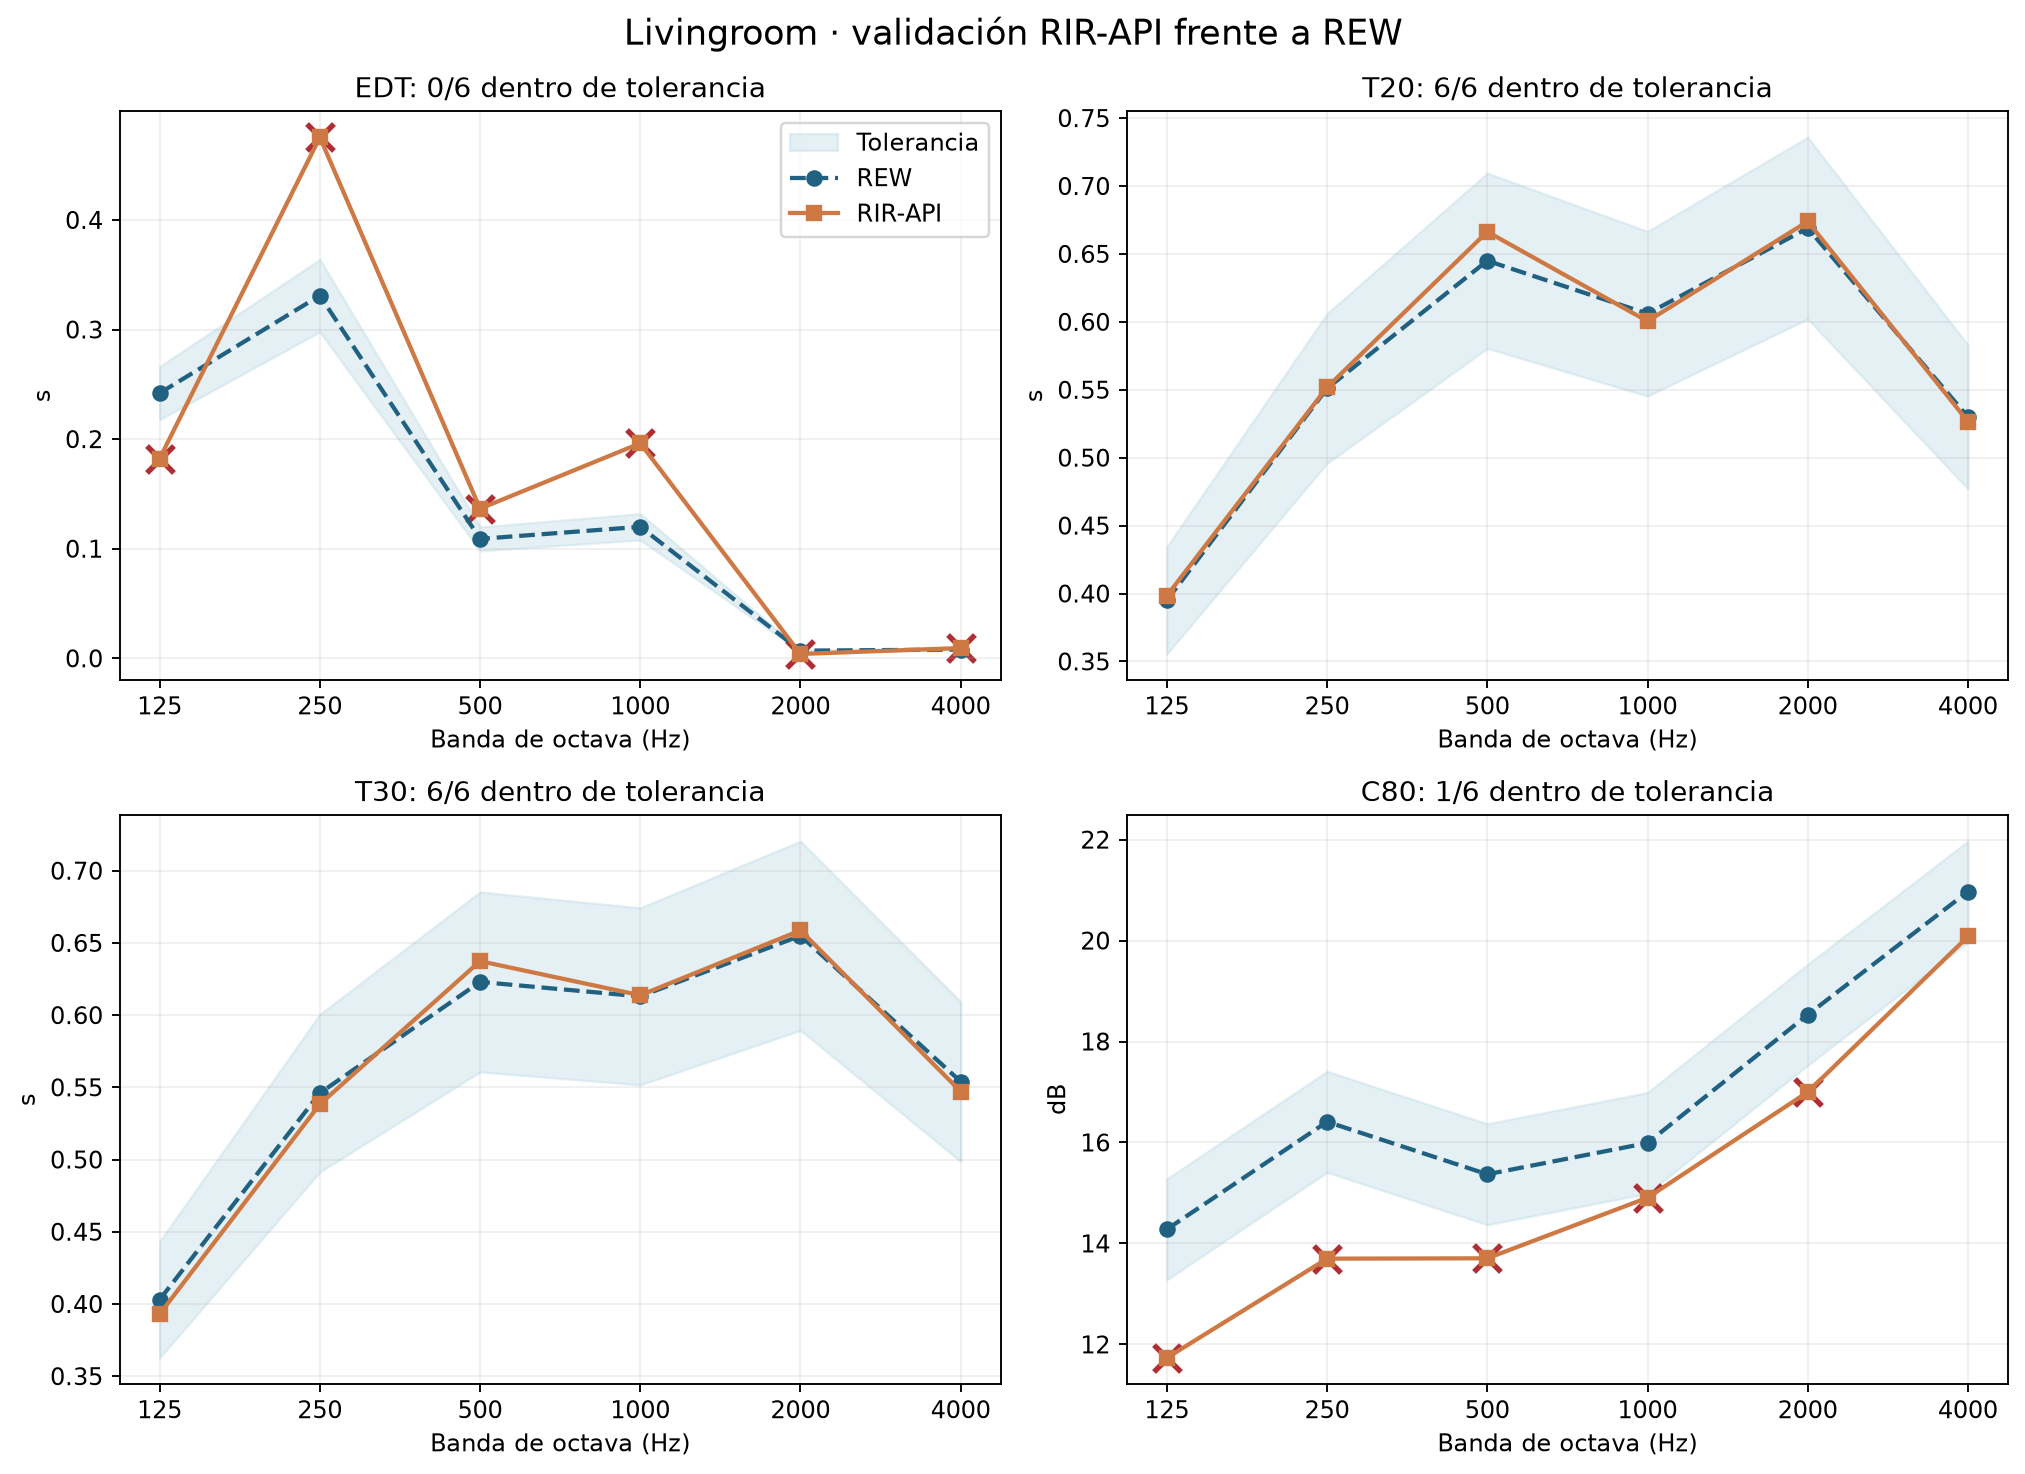 Livingroom · validación RIR-API frente a REW
EDT: 0/6 dentro de tolerancia
Tolerancia
REW
RIR-API
s
0.4
0.3
0.2
0.1
0.0
125 250 500 1000 2000 4000
Banda de octava (Hz)
T20: 6/6 dentro de tolerancia
s
0.75
0.70
0.65
0.60
0.55
0.50
0.45
0.40
0.35
125 250 500 1000 2000 4000
Banda de octava (Hz)
T30: 6/6 dentro de tolerancia
s
0.70
0.65
0.60
0.55
0.50
0.45
0.40
0.35
125 250 500 1000 2000 4000
Banda de octava (Hz)
C80: 1/6 dentro de tolerancia
dB
22
20
18
16
14
12
125 250 500 1000 2000 4000
Banda de octava (Hz)